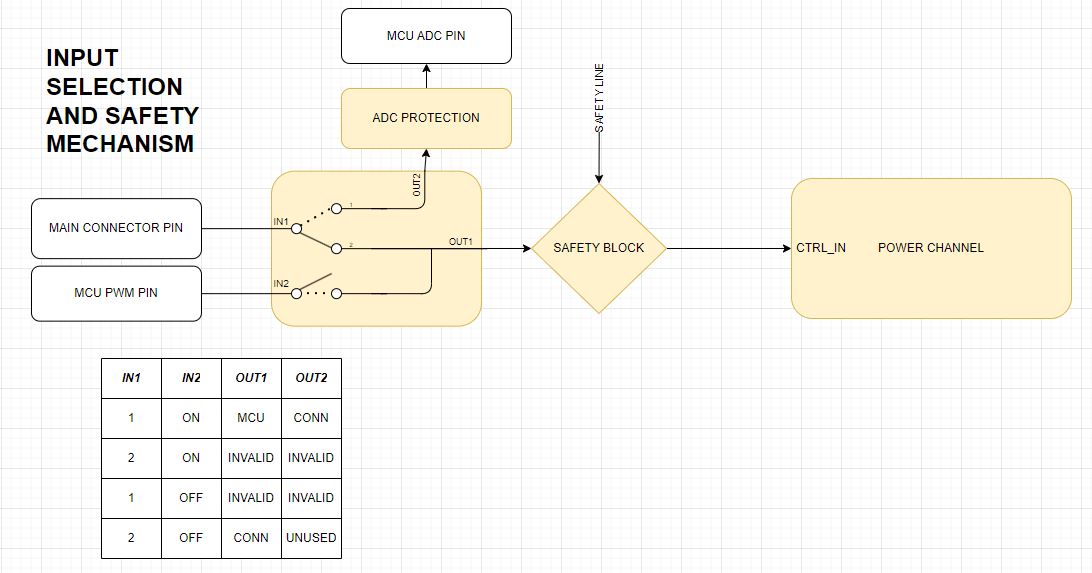 INPUT
SELECTION
AND SAFETY
MECHANISM
MCU ADC PIN
ADC PROTECTION
SAFETY LINE
OUT2
1
MAIN CONNECTOR PIN
IN1
2
OUT1
SAFETY BLOCK
CTRL_IN
POWER CHANNEL
MCU PWM PIN
IN2
IN1 IN2 OUT1 OUT2
1 ON MCU CONN
2 ON INVALID INVALID
1 OFF INVALID INVALID
2 OFF CONN UNUSED